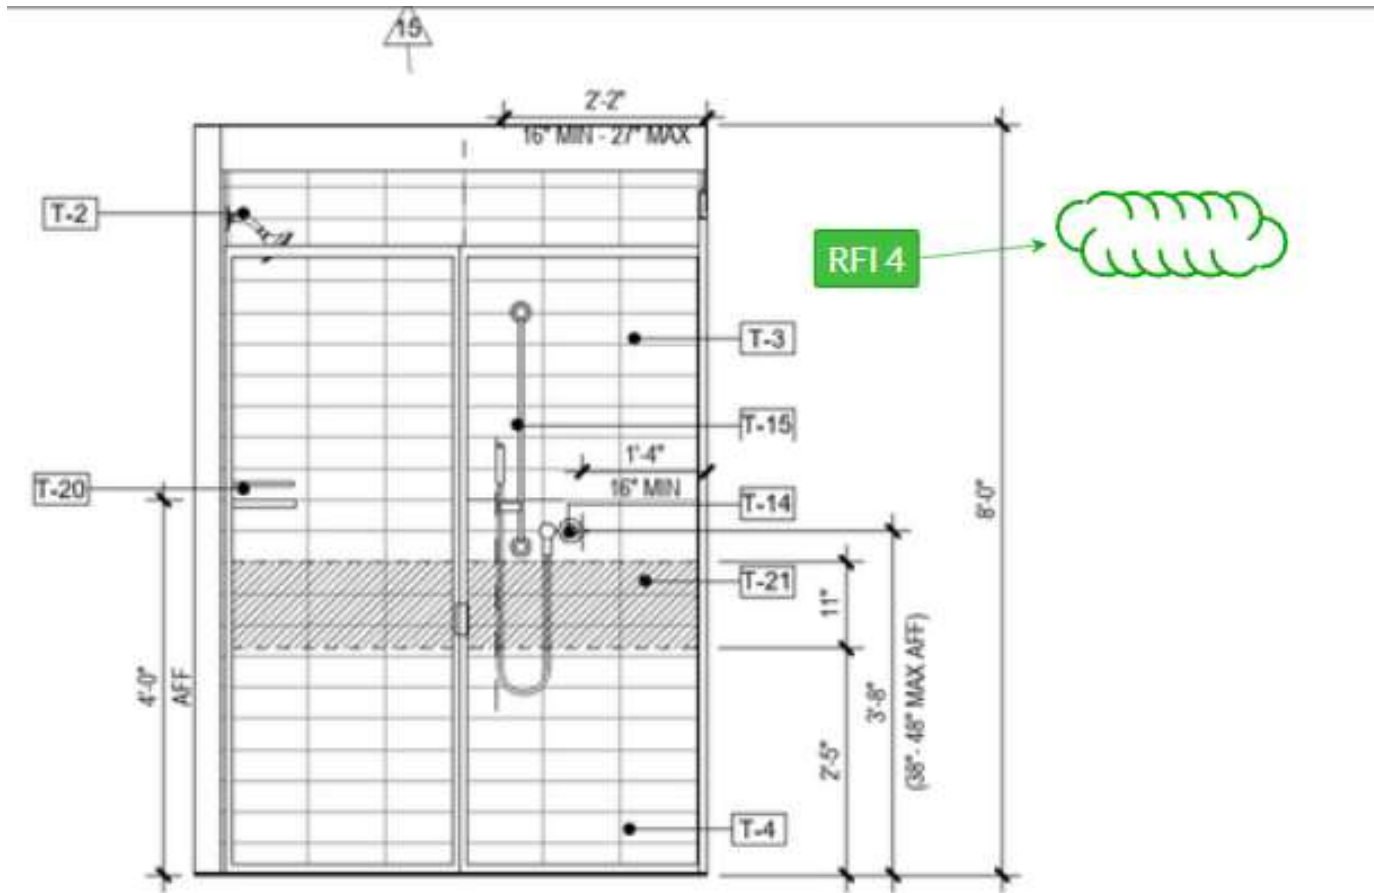 15
2'-2"
16" MIN - 27" MAX
T-2
RFI 4
T-3
T-15
1'-4"
16" MIN
T-20
T-14
8'-0"
T-21
11"
4'-0"
AFF
3'-8"
(38"- 48" MAX AFF)
2'-5"
T-4